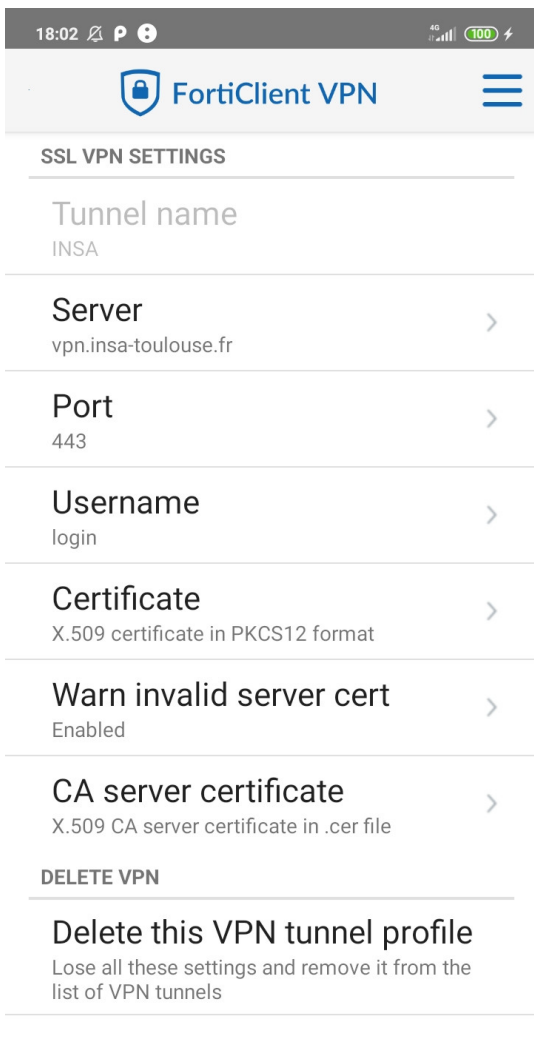 18:02
4G
100
FortiClient VPN
SSL VPN SETTINGS
Tunnel name
INSA
Server
vpn.insa-toulouse.fr
Port
443
Username
login
Certificate
X.509 certificate in PKCS12 format
Warn invalid server cert
Enabled
CA server certificate
X.509 CA server certificate in .cer file
DELETE VPN
Delete this VPN tunnel profile
Lose all these settings and remove it from the
list of VPN tunnels